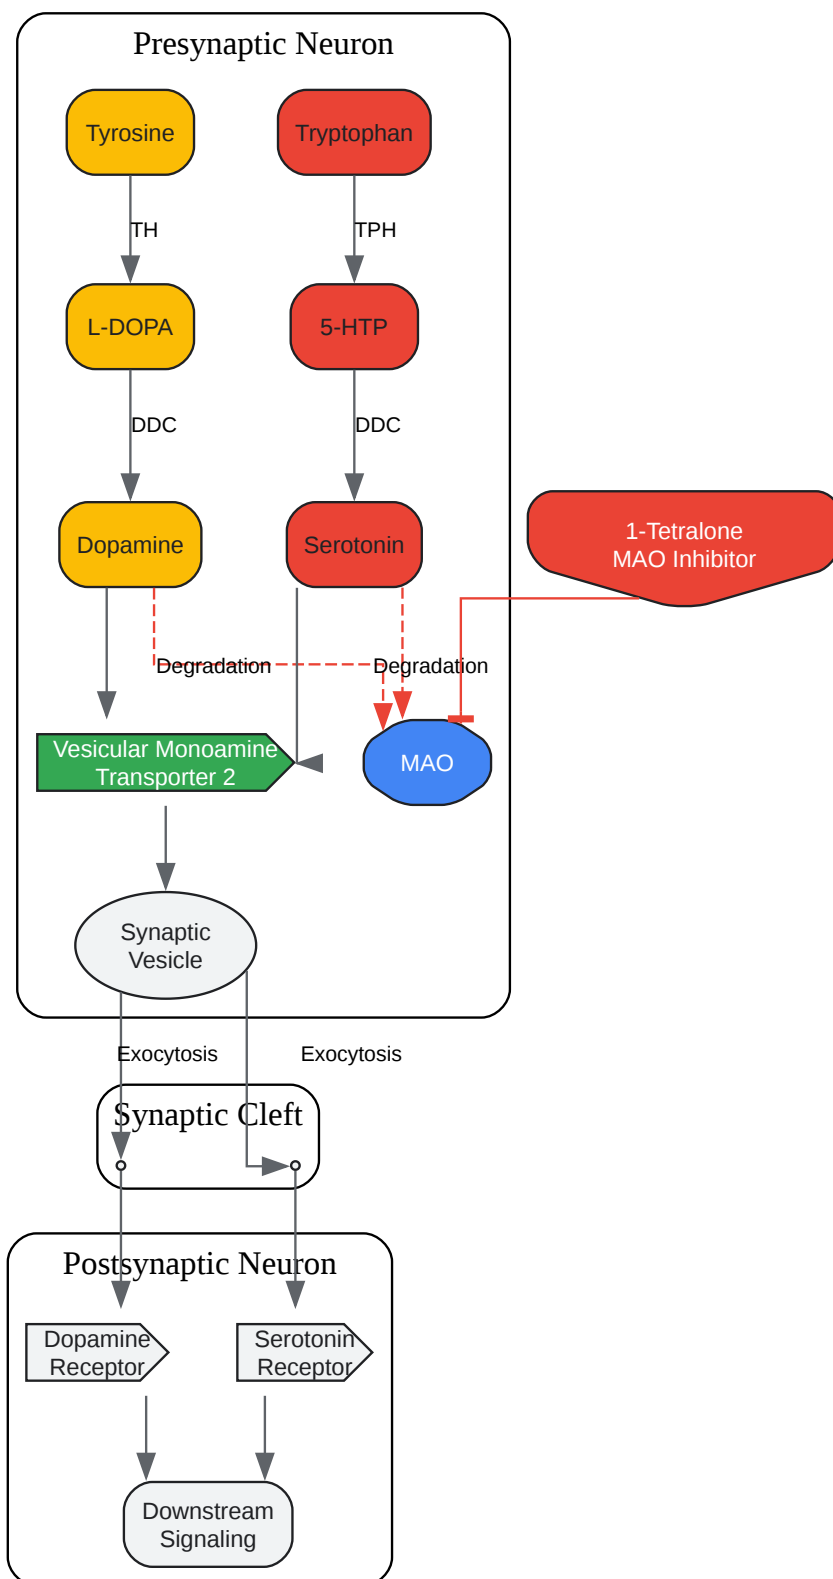 Presynaptic Neuron
Tyrosine
Tryptophan
TH
TPH
L-DOPA
5-HTP
DDC
DDC
Dopamine
Serotonin
1-Tetralone
MAO Inhibitor
Degradation
Degradation
Vesicular Monoamine
Transporter 2
MAO
Synaptic
Vesicle
Exocytosis
Exocytosis
Synaptic Cleft
Postsynaptic Neuron
Dopamine
Receptor
Serotonin
Receptor
Downstream
Signaling